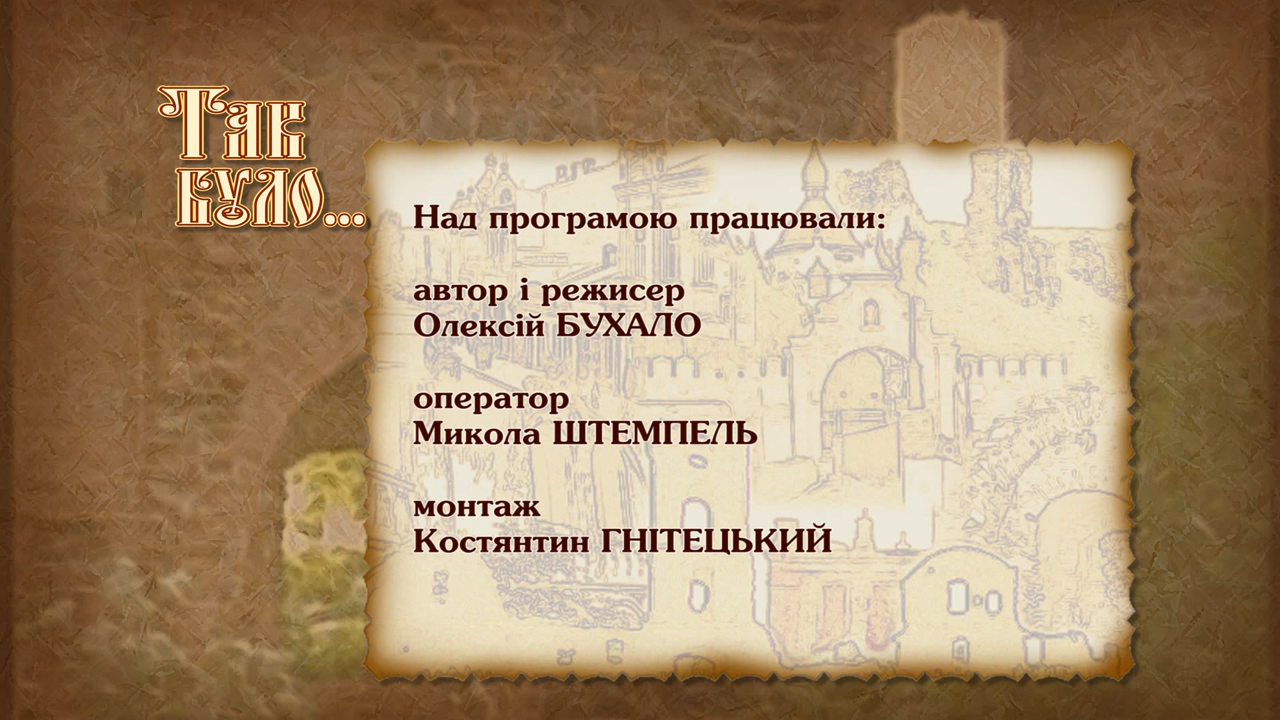 Так
було...
Над програмою працювали:
автор і режисер
Олексій БУХАЛО
оператор
Микола ШТЕМПЕЛЬ
монтаж
Костянтин ГНІТЕЦЬКИЙ